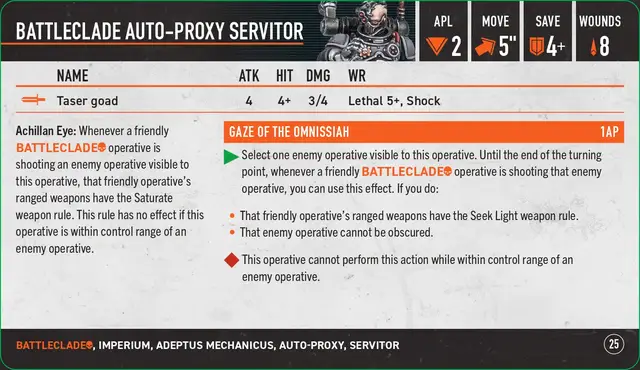 BATTLECLADE AUTO-PROXY SERVITOR
APL
2
MOVE
5"
SAVE
4+
WOUNDS
8
NAME ATK HIT DMG WR
Taser goad 4 4+ 3/4 Lethal 5+, Shock
Achillan Eye: Whenever a friendly
BATTLECLADE operative is
shooting an enemy operative visible to
this operative, that friendly operative's
ranged weapons have the Saturate
weapon rule. This rule has no effect if this
operative is within control range of an
enemy operative.
GAZE OF THE OMNISSIAH 1AP
Select one enemy operative visible to this operative. Until the end of the turning
point, whenever a friendly BATTLECLADE operative is shooting that enemy
operative, you can use this effect. If you do:
• That friendly operative's ranged weapons have the Seek Light weapon rule.
• That enemy operative cannot be obscured.
This operative cannot perform this action while within control range of an
enemy operative.
BATTLECLADE, IMPERIUM, ADEPTUS MECHANICUS, AUTO-PROXY, SERVITOR
25